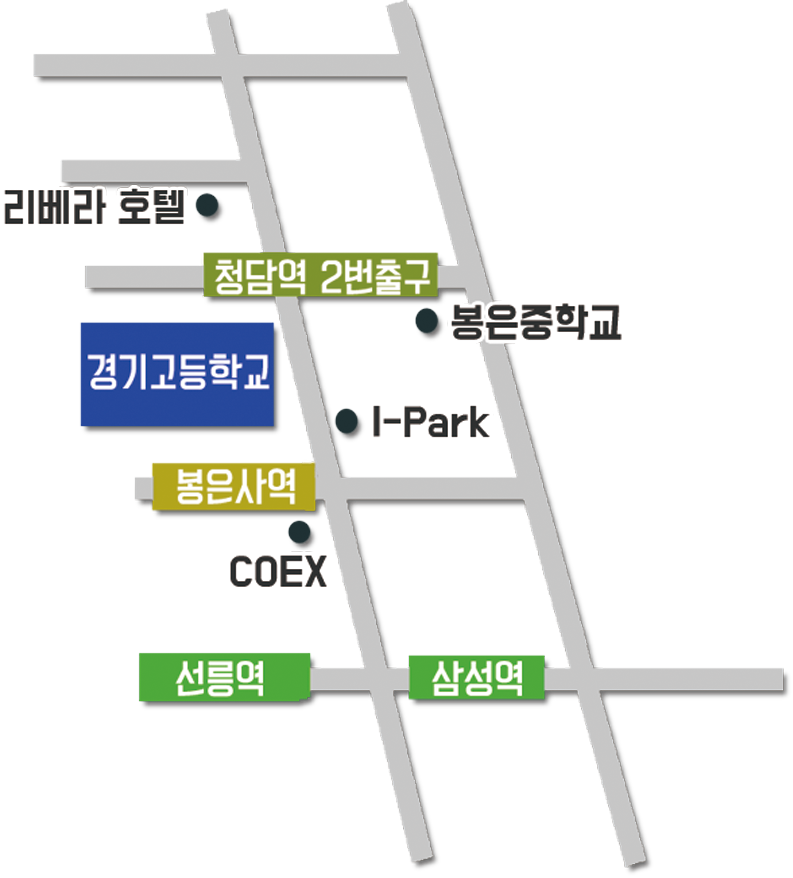 리베라 호텔
청담역 2번출구
봉은중학교
경기고등학교
I-Park
봉은사역
COEX
선릉역
삼성역